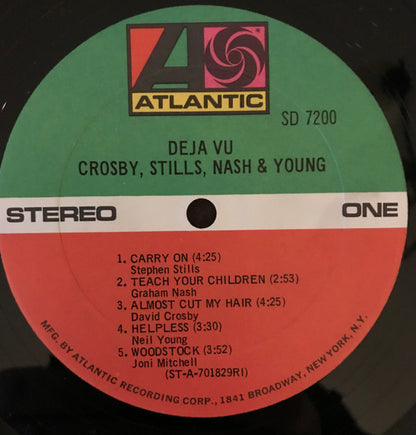 ATLANTIC
SD 7200
DEJA VU
CROSBY, STILLS, NASH & YOUNG
STEREO ONE
1. CARRY ON (4:25)
Stephen Stills
2. TEACH YOUR CHILDREN (2:53)
Graham Nash
3. ALMOST CUT MY HAIR (4:25)
David Crosby
4. HELPLESS (3:30)
Neil Young
5. WOODSTOCK (3:52)
Joni Mitchell
(ST-A-701829RI)
MFG. BY ATLANTIC RECORDING CORP., 1841 BROADWAY, NEW YORK, N.Y.